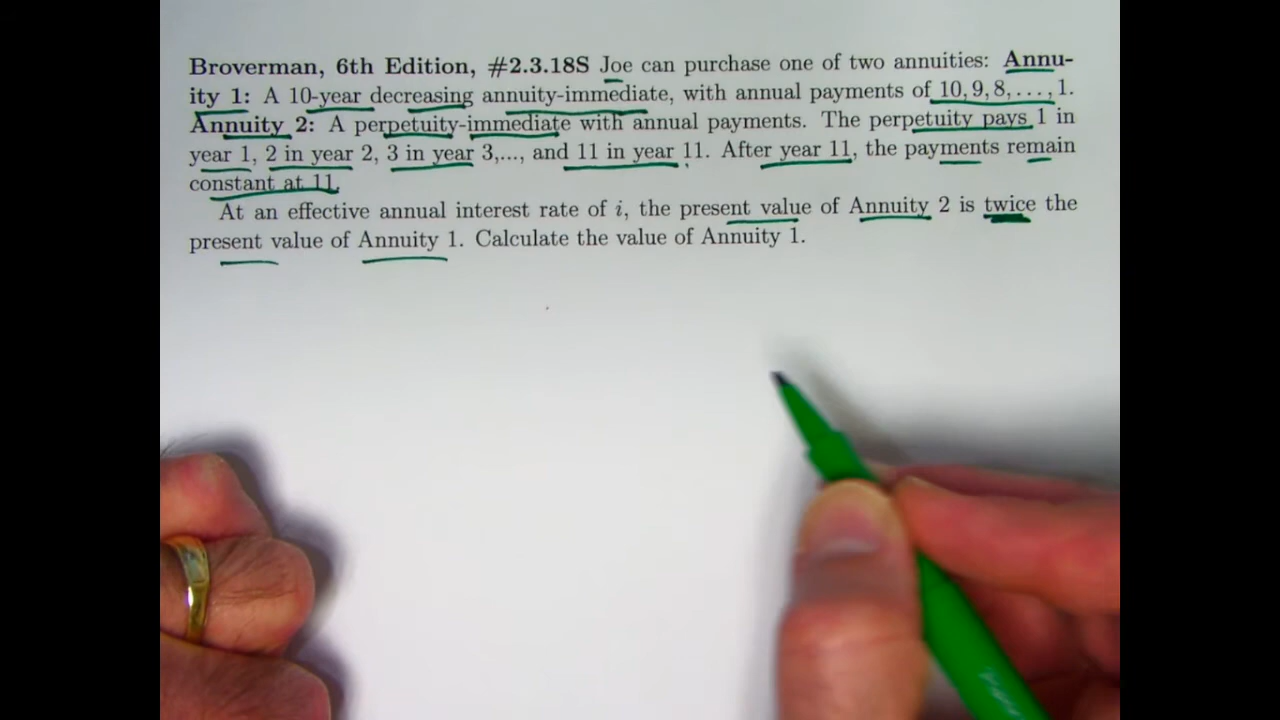 Broverman, 6th Edition, #2.3.18S Joe can purchase one of two annuities: Annu-
ity 1: A 10-year decreasing annuity-immediate, with annual payments of 10, 9, 8, . . . , 1.
Annuity 2: A perpetuity-immediate with annual payments. The perpetuity pays 1 in
year 1, 2 in year 2, 3 in year 3,..., and 11 in year 11. After year 11, the payments remain
constant at 11.
At an effective annual interest rate of i, the present value of Annuity 2 is twice the
present value of Annuity 1. Calculate the value of Annuity 1.